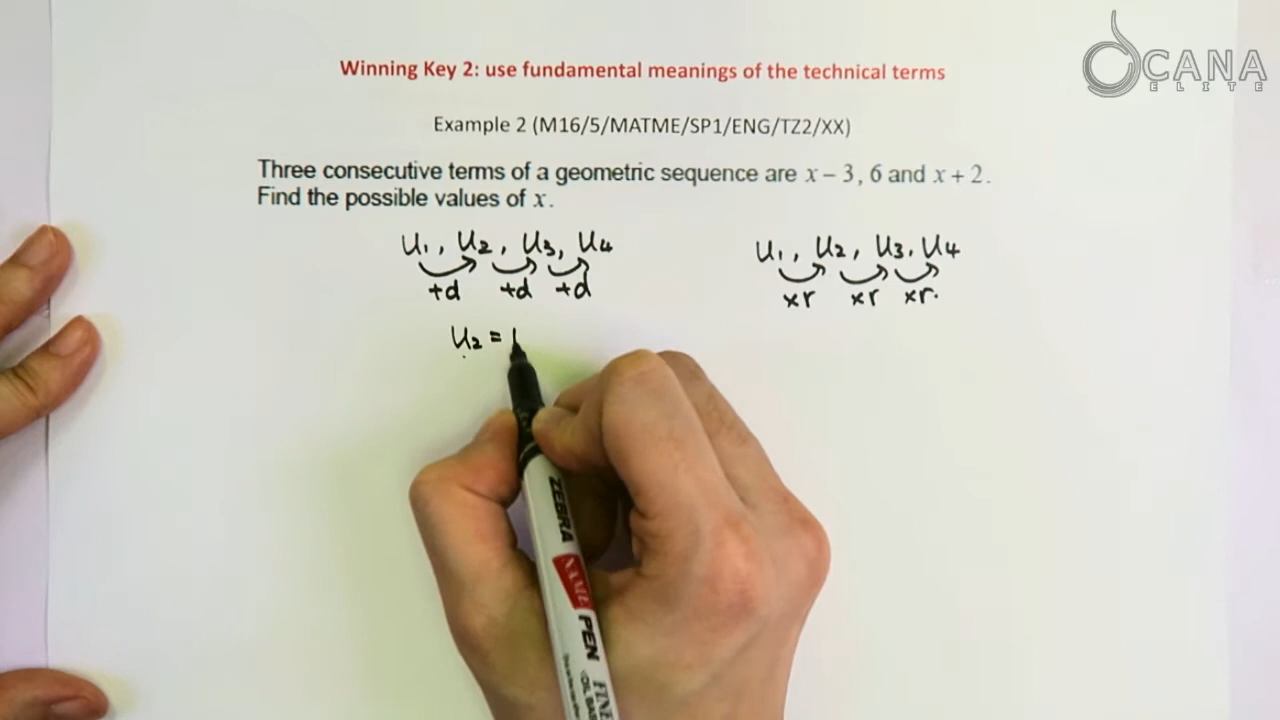 OCANA
ELITE
Winning Key 2: use fundamental meanings of the technical terms
Example 2 (M16/5/MATME/SP1/ENG/TZ2/XX)
Three consecutive terms of a geometric sequence are x – 3, 6 and x + 2.
Find the possible values of x.
U₁, U₂, U₃, U₄
+d +d +d
U₂ =
U₁, U₂, U₃, U₄
×r ×r ×r.
ZEBRA
NAME
PEN
FINE